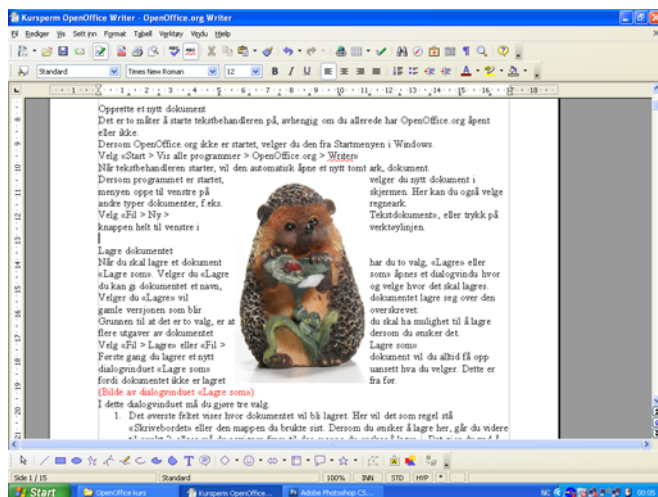 Kursperm OpenOffice Writer - OpenOffice.org Writer
Fil Rediger Vis Sett inn Format Tabell Verktøy Vindu Hjelp
Standard Times New Roman 12 B I U
Opprette et nytt dokument
Det er to måter å starte tekstbehandleren på, avhengig om du allerede har OpenOffice.org åpent
eller ikke.
Dersom OpenOffice.org ikke er startet, velger du den fra Startmenyen i Windows.
Velg «Start > Vis alle programmer > OpenOffice.org > Writer»
Når tekstbehandleren starter, vil den automatisk åpne et nytt tomt ark, dokument.
Dersom programmet er startet, velger du nytt dokument i
menyen oppe til venstre på skjermen. Her kan du også velge
andre typer dokumenter, f.eks. regneark.
Velg «Fil > Ny > Tekstdokument», eller trykk på
knappen helt til venstre i verktøylinjen.
Lagre dokumentet
Når du skal lagre et dokument har du to valg, «Lagre» eller
«Lagre som». Velger du «Lagre som» åpnes et dialogvindu hvor
du kan gi dokumentet et navn, og velge hvor det skal lagres.
Velger du «Lagre» vil dokumentet lagre seg over den
gamle versjonen som blir overskrevet.
Grunnen til at det er to valg, er at du skal ha mulighet til å lagre
flere utgaver av dokumentet dersom du ønsker det.
Velg «Fil > Lagre» eller «Fil > Lagre som»
Første gang du lagrer et nytt dokument vil du alltid få opp
dialogvinduet «Lagre som» uansett hva du velger. Dette er
fordi dokumentet ikke er lagret fra før.
(Bilde av dialogvinduet «Lagre som»)
I dette dialogvinduet må du gjøre tre valg.
1. Det øverste feltet viser hvor dokumentet vil bli lagret. Her vil det som regel stå
«Skrivebordet» eller den mappen du brukte sist. Dersom du ønsker å lagre her, går du videre
Side 1 / 15 Standard 100% INN STD HYP *
Start OpenOffice kurs Kursperm OpenOffice... Adobe Photoshop CS... NO 00:05